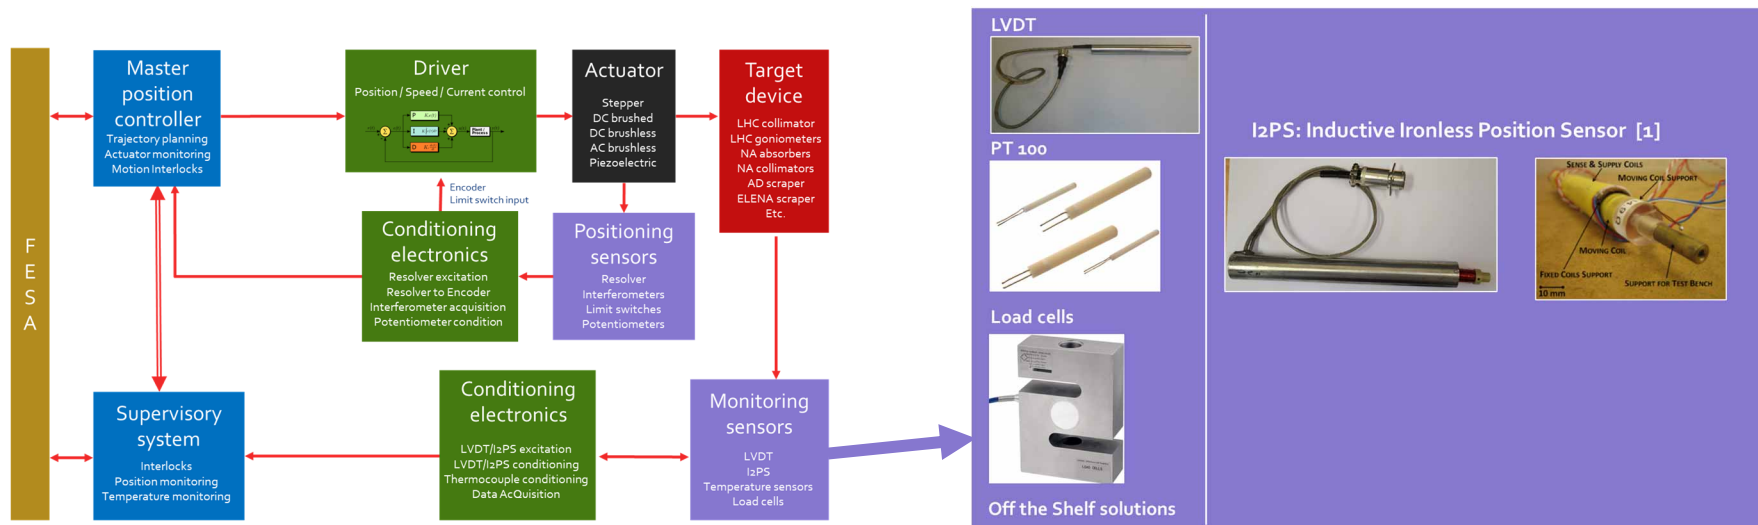 F
E
S
A
Master
position
controller
Trajectory planning
Actuator monitoring
Motion Interlocks
Driver
Position / Speed / Current control
P
I
D
Σ
Σ
Plant /
Process
Encoder
Limit switch input
Actuator
Stepper
DC brushed
DC brushless
AC brushless
Piezoelectric
Target
device
LHC collimator
LHC goniometers
NA absorbers
NA collimators
AD scraper
ELENA scraper
Etc.
Conditioning
electronics
Resolver excitation
Resolver to Encoder
Interferometer acquisition
Potentiometer condition
Positioning
sensors
Resolver
Interferometers
Limit switches
Potentiometers
Supervisory
system
Interlocks
Position monitoring
Temperature monitoring
Conditioning
electronics
LVDT/I2PS excitation
LVDT/I2PS conditioning
Thermocouple conditioning
Data AcQuisition
Monitoring
sensors
LVDT
I2PS
Temperature sensors
Load cells
LVDT
PT 100
Load cells
Off the Shelf solutions
I2PS: Inductive Ironless Position Sensor [1]
SENSE & SUPPLY COILS
MOVING COIL SUPPORT
MOVING COIL
FIXED COILS SUPPORT
SUPPORT FOR TEST BENCH
10 mm